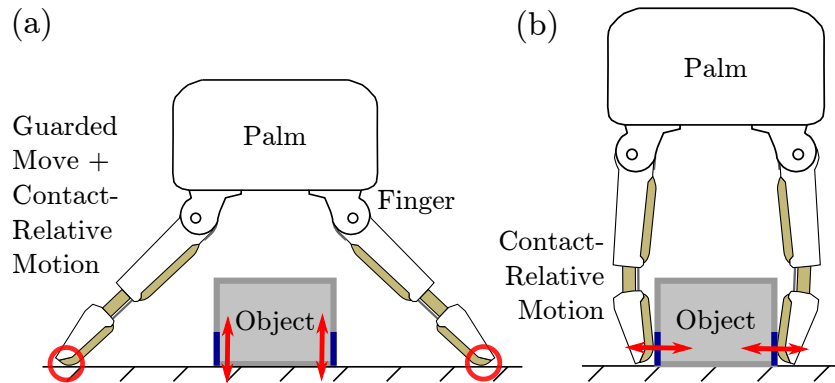 (a)
Palm
Guarded
Move +
Contact-
Relative
Motion
Finger
Object
(b)
Palm
Contact-
Relative
Motion
Object